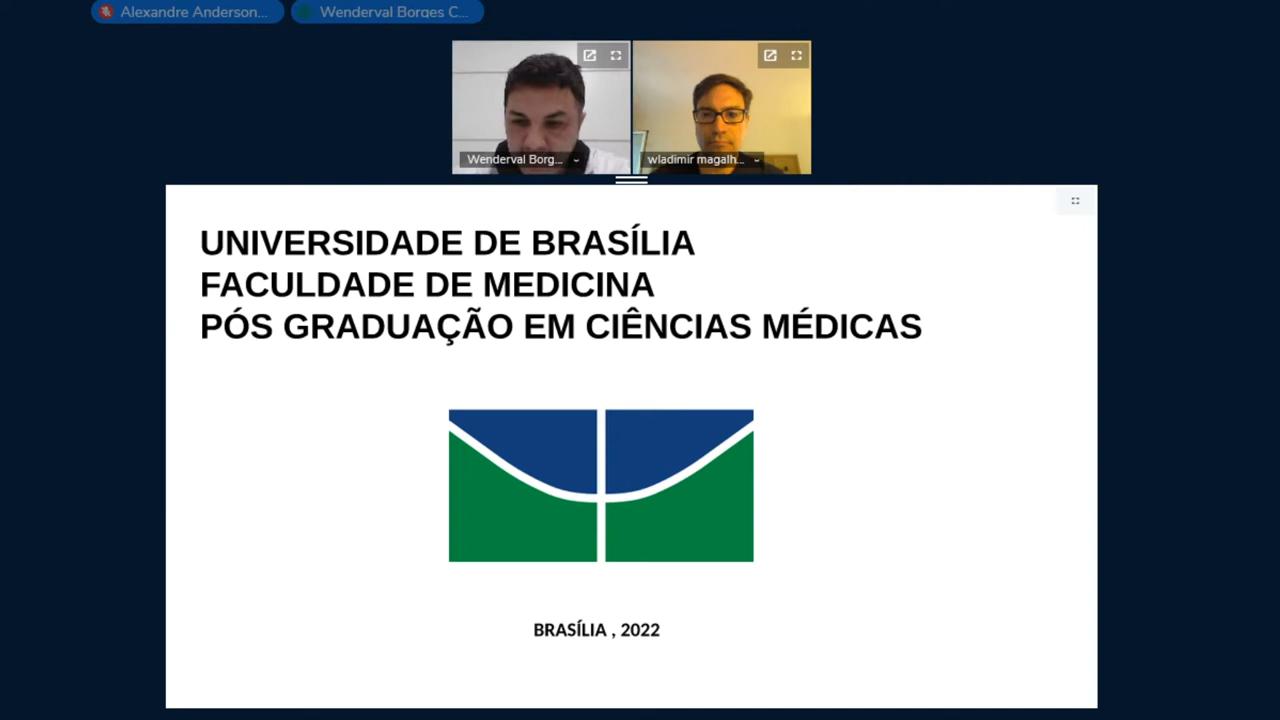 Alexandre Anderson...
Wenderval Borges C...
Wenderval Borg...
wladimir magalh...
UNIVERSIDADE DE BRASÍLIA
FACULDADE DE MEDICINA
PÓS GRADUAÇÃO EM CIÊNCIAS MÉDICAS
BRASÍLIA , 2022